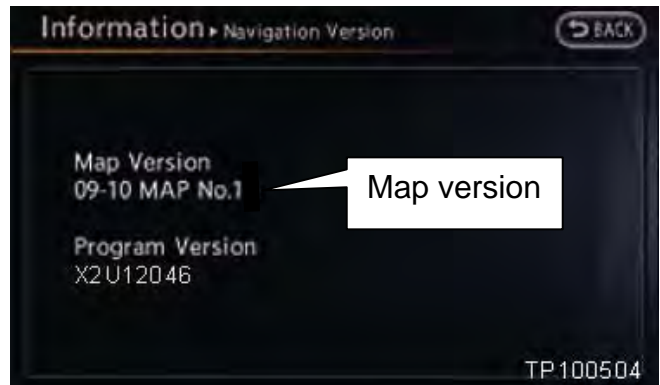 Information ▸ Navigation Version
BACK
Map Version
09-10 MAP No.1
Map version
Program Version
X2U12046
TP100504